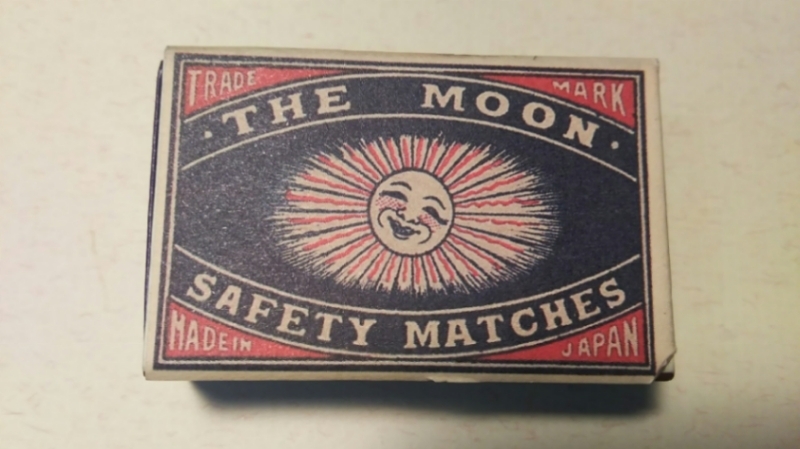 TRADE MARK
· THE MOON ·
SAFETY MATCHES
MADE IN JAPAN